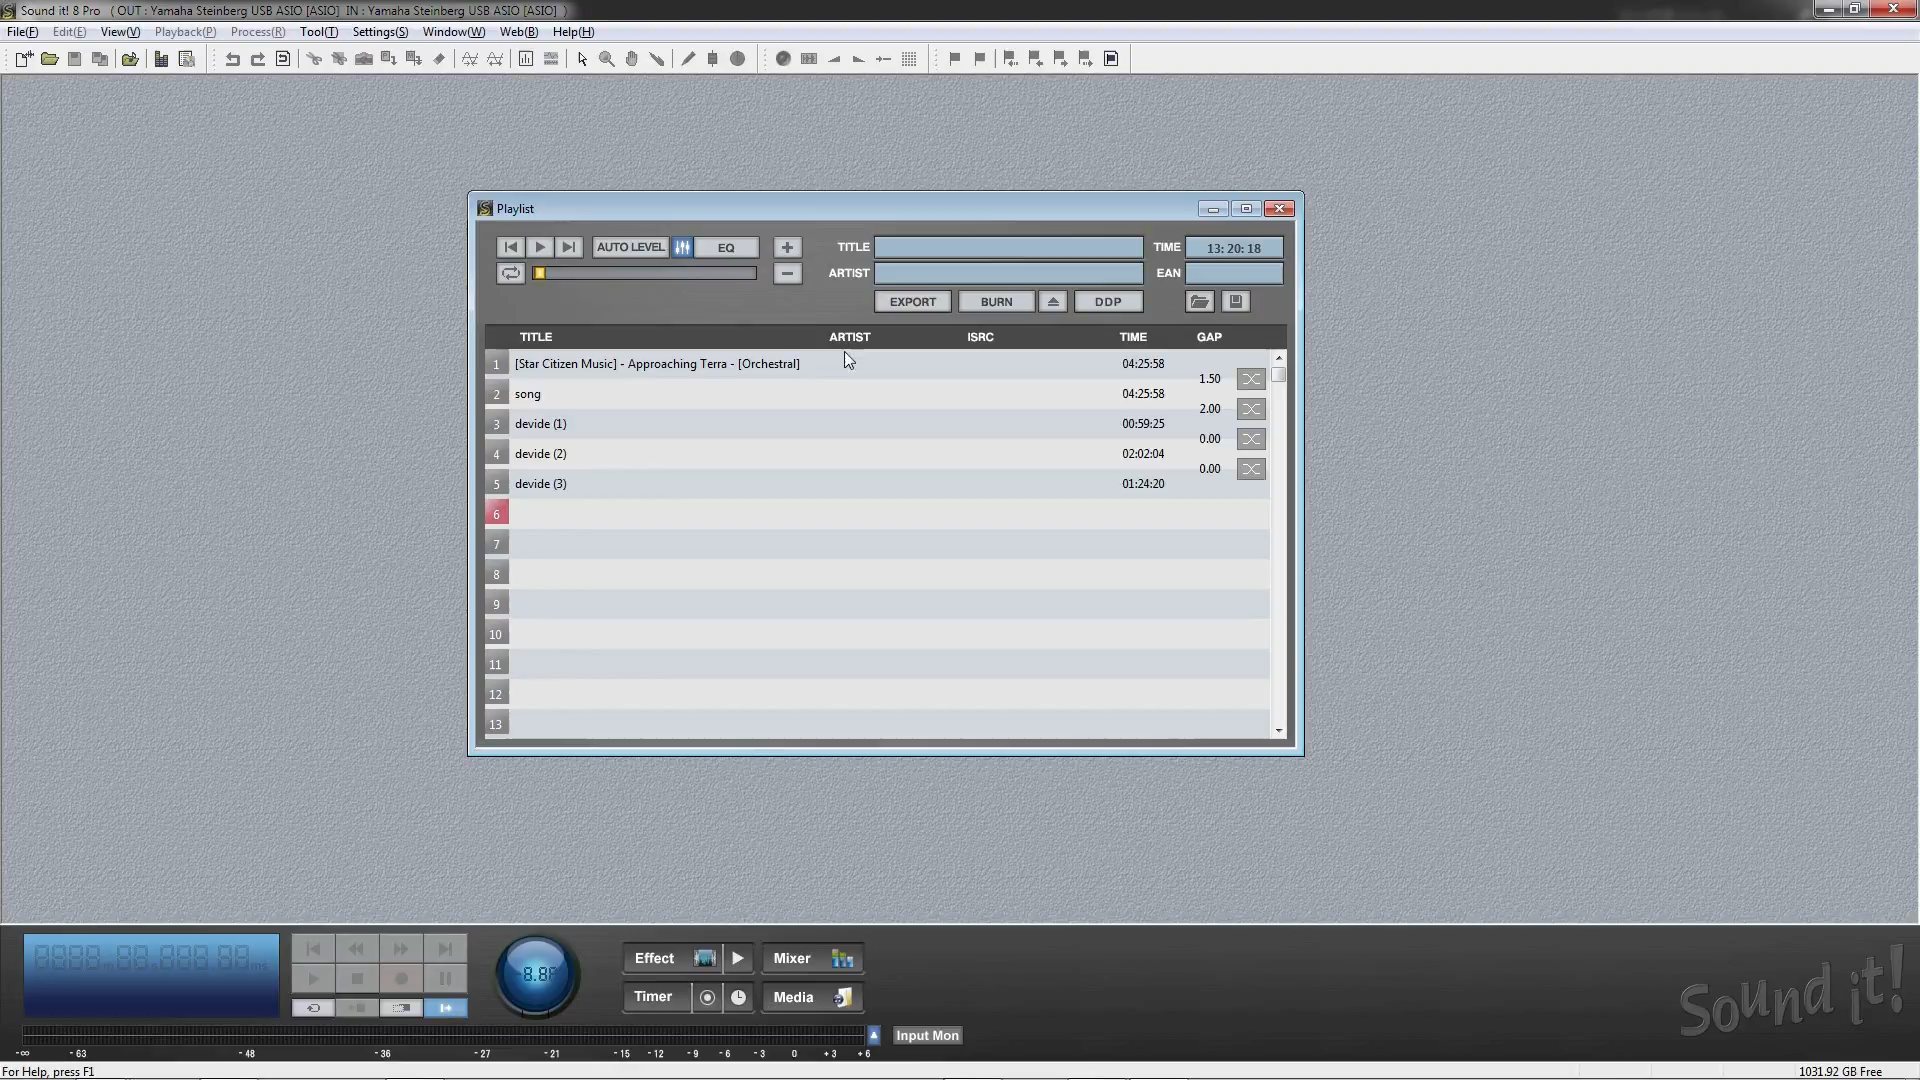 Sound it! 8 Pro   ( OUT : Yamaha Steinberg USB ASIO [ASIO]  IN : Yamaha Steinberg USB ASIO [ASIO]  )
File(F) Edit(E) View(V) Playback(P) Process(R) Tool(T) Settings(S) Window(W) Web(B) Help(H)
Playlist
AUTO LEVEL EQ TITLE TIME 13: 20: 18
ARTIST EAN
EXPORT BURN DDP
TITLE ARTIST ISRC TIME GAP
1 [Star Citizen Music] - Approaching Terra - [Orchestral] 04:25:58
1.50
2 song 04:25:58
2.00
3 devide (1) 00:59:25
0.00
4 devide (2) 02:02:04
0.00
5 devide (3) 01:24:20
6
7
8
9
10
11
12
13
Effect Mixer
-8.8
Timer Media
Sound it!
Input Mon
-∞ -63 -48 -36 -27 -21 -15 -12 -9 -6 -3 0 +3 +6
For Help, press F1 1031.92 GB Free